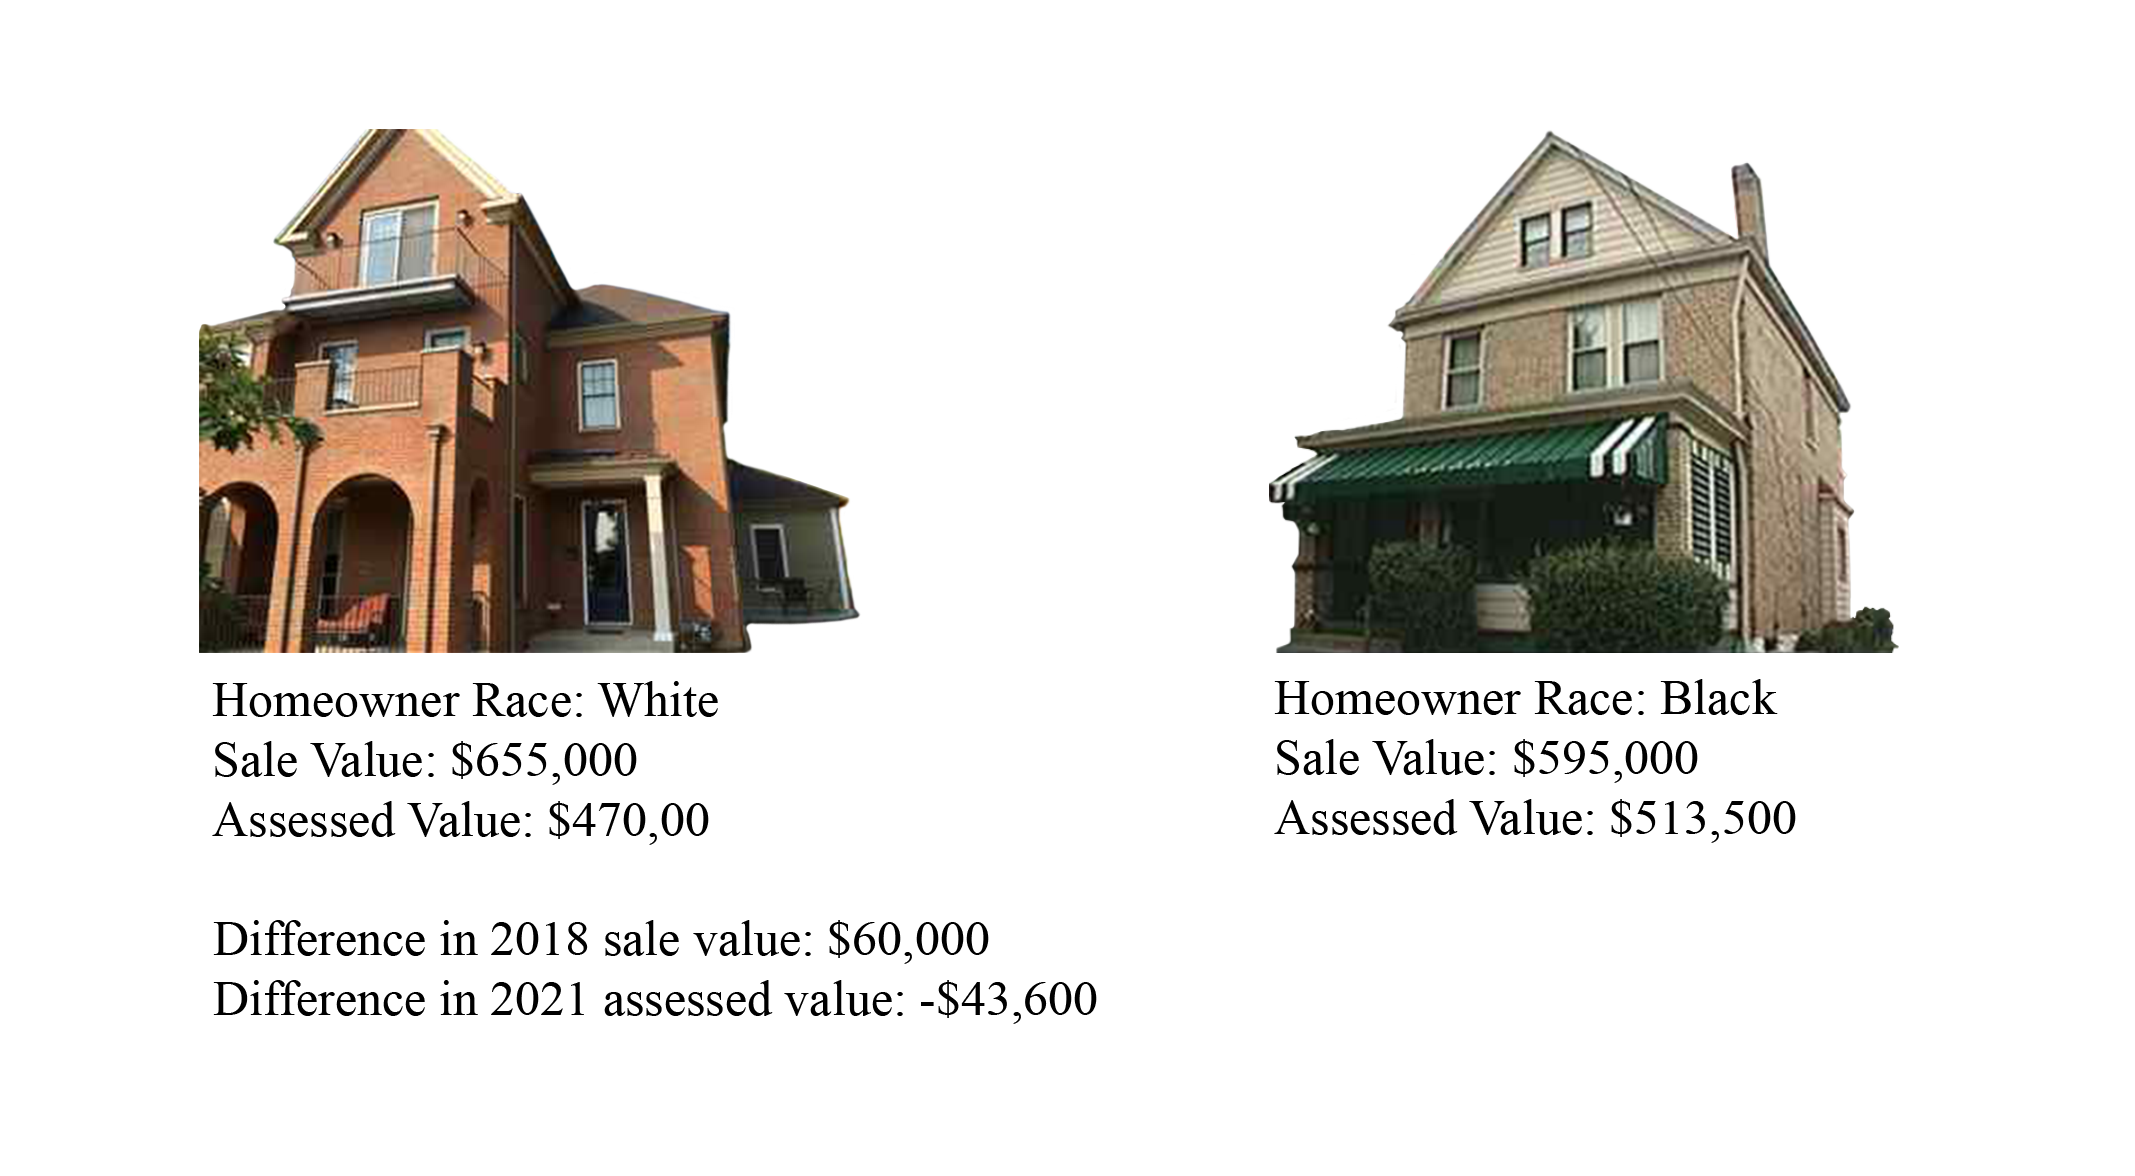 Homeowner Race: White
Sale Value: $655,000
Assessed Value: $470,00
Homeowner Race: Black
Sale Value: $595,000
Assessed Value: $513,500
Difference in 2018 sale value: $60,000
Difference in 2021 assessed value: -$43,600